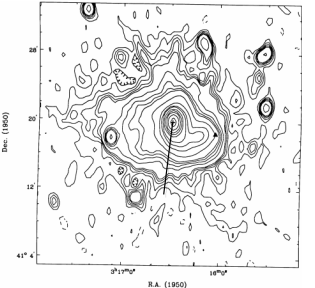 28'
Dec. (1950)
20'
12'
41° 4'
3ʰ17ᵐ0ˢ 16ᵐ0ˢ
R.A. (1950)